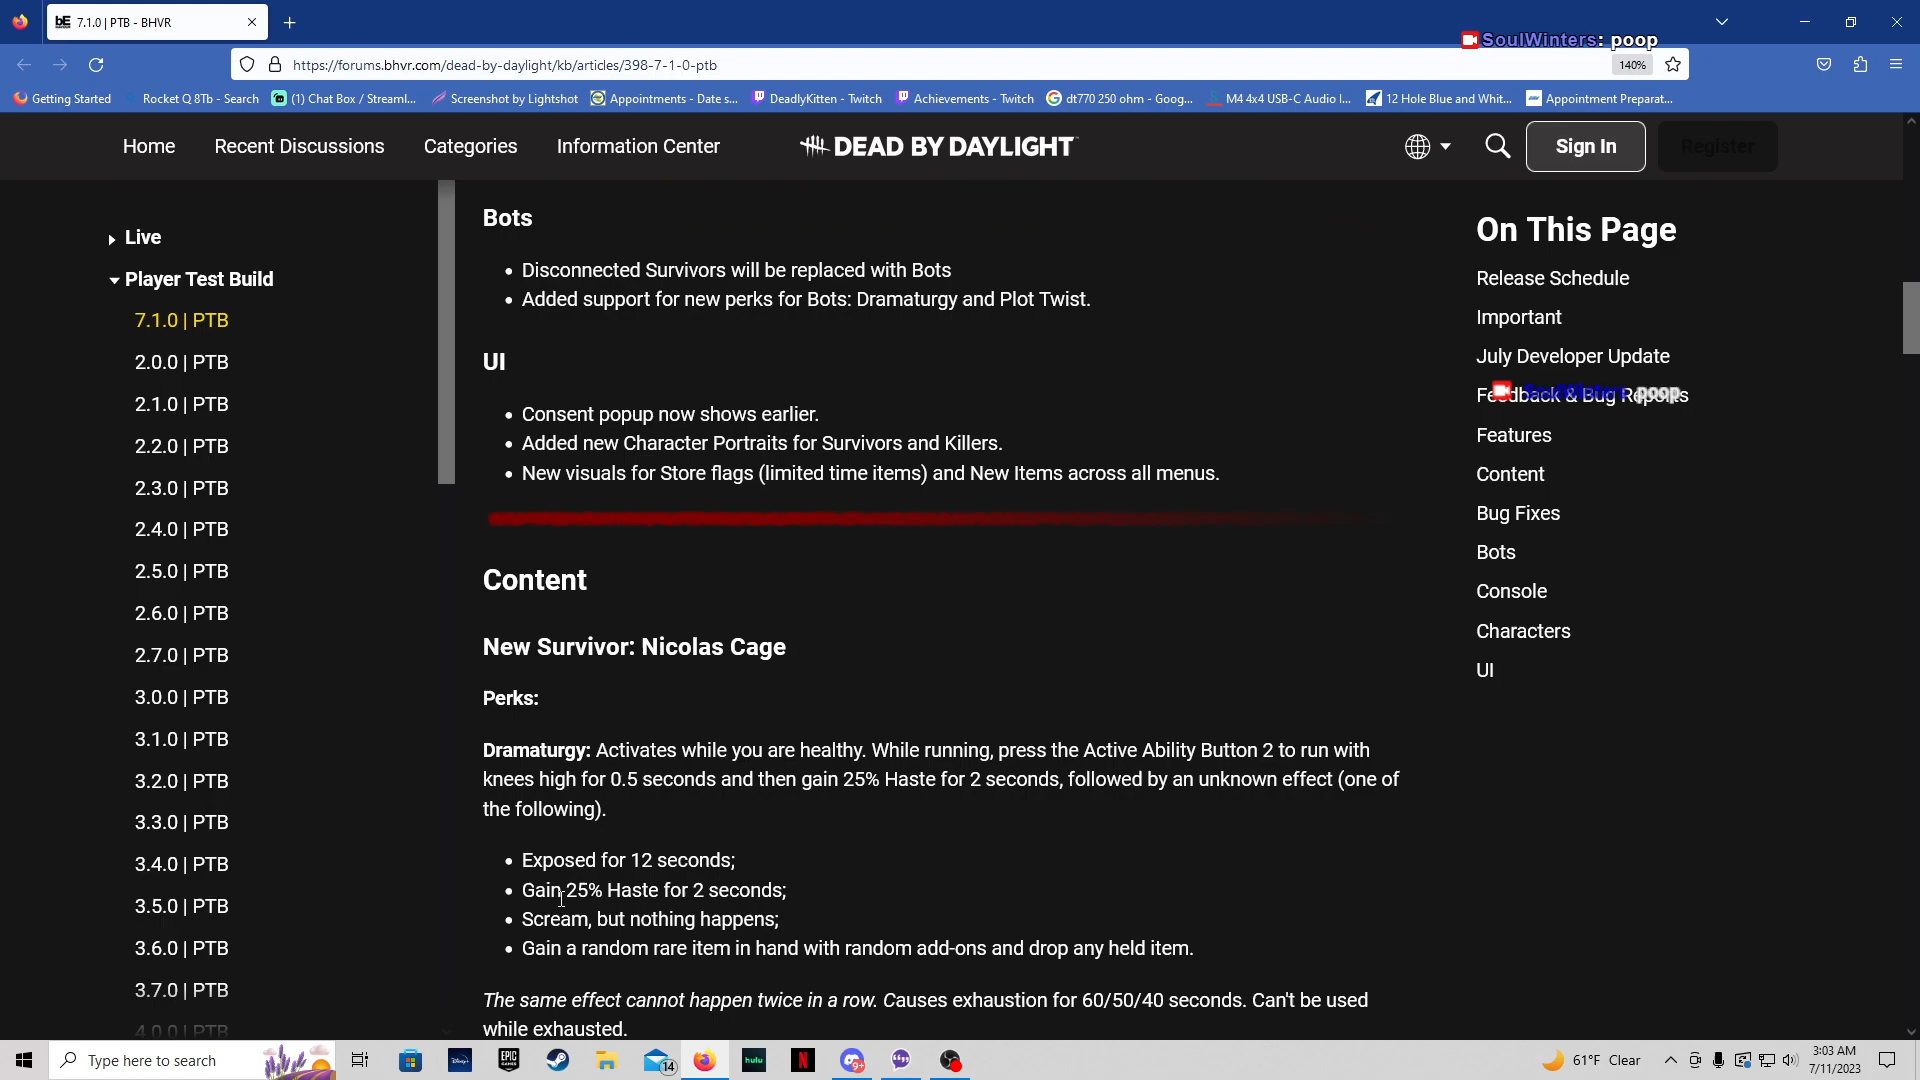 7.1.0 | PTB - BHVR
SoulWinters: poop
https://forums.bhvr.com/dead-by-daylight/kb/articles/398-7-1-0-ptb
140%
Getting Started
Rocket Q 8Tb - Search
(1) Chat Box / Streaml...
Screenshot by Lightshot
Appointments - Date s...
DeadlyKitten - Twitch
Achievements - Twitch
dt770 250 ohm - Goog...
M4 4x4 USB-C Audio I...
12 Hole Blue and Whit...
Appointment Preparat...
Home
Recent Discussions
Categories
Information Center
DEAD BY DAYLIGHT
Sign In
Register
Live
Player Test Build
7.1.0 | PTB
2.0.0 | PTB
2.1.0 | PTB
2.2.0 | PTB
2.3.0 | PTB
2.4.0 | PTB
2.5.0 | PTB
2.6.0 | PTB
2.7.0 | PTB
3.0.0 | PTB
3.1.0 | PTB
3.2.0 | PTB
3.3.0 | PTB
3.4.0 | PTB
3.5.0 | PTB
3.6.0 | PTB
3.7.0 | PTB
4.0.0 | PTB
Bots
• Disconnected Survivors will be replaced with Bots
• Added support for new perks for Bots: Dramaturgy and Plot Twist.
UI
• Consent popup now shows earlier.
• Added new Character Portraits for Survivors and Killers.
• New visuals for Store flags (limited time items) and New Items across all menus.
Content
New Survivor: Nicolas Cage
Perks:
Dramaturgy: Activates while you are healthy. While running, press the Active Ability Button 2 to run with
knees high for 0.5 seconds and then gain 25% Haste for 2 seconds, followed by an unknown effect (one of
the following).
• Exposed for 12 seconds;
• Gain 25% Haste for 2 seconds;
• Scream, but nothing happens;
• Gain a random rare item in hand with random add-ons and drop any held item.
The same effect cannot happen twice in a row. Causes exhaustion for 60/50/40 seconds. Can't be used
while exhausted.
On This Page
Release Schedule
Important
July Developer Update
Feedback & Bug Reports
SoulWinters: poop
Features
Content
Bug Fixes
Bots
Console
Characters
UI
Type here to search
Disney+
EPIC GAMES
14
hulu
N
9+
61°F Clear
3:03 AM
7/11/2023